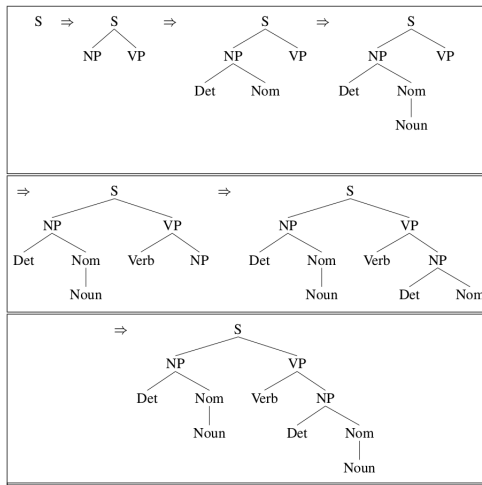 S ⇒ S ⇒ S ⇒ S
NP VP NP VP NP VP
Det Nom Det Nom
Noun
⇒ S ⇒ S
NP VP NP VP
Det Nom Verb NP Det Nom Verb NP
Noun Noun Det Nom
⇒ S
NP VP
Det Nom Verb NP
Noun Det Nom
Noun